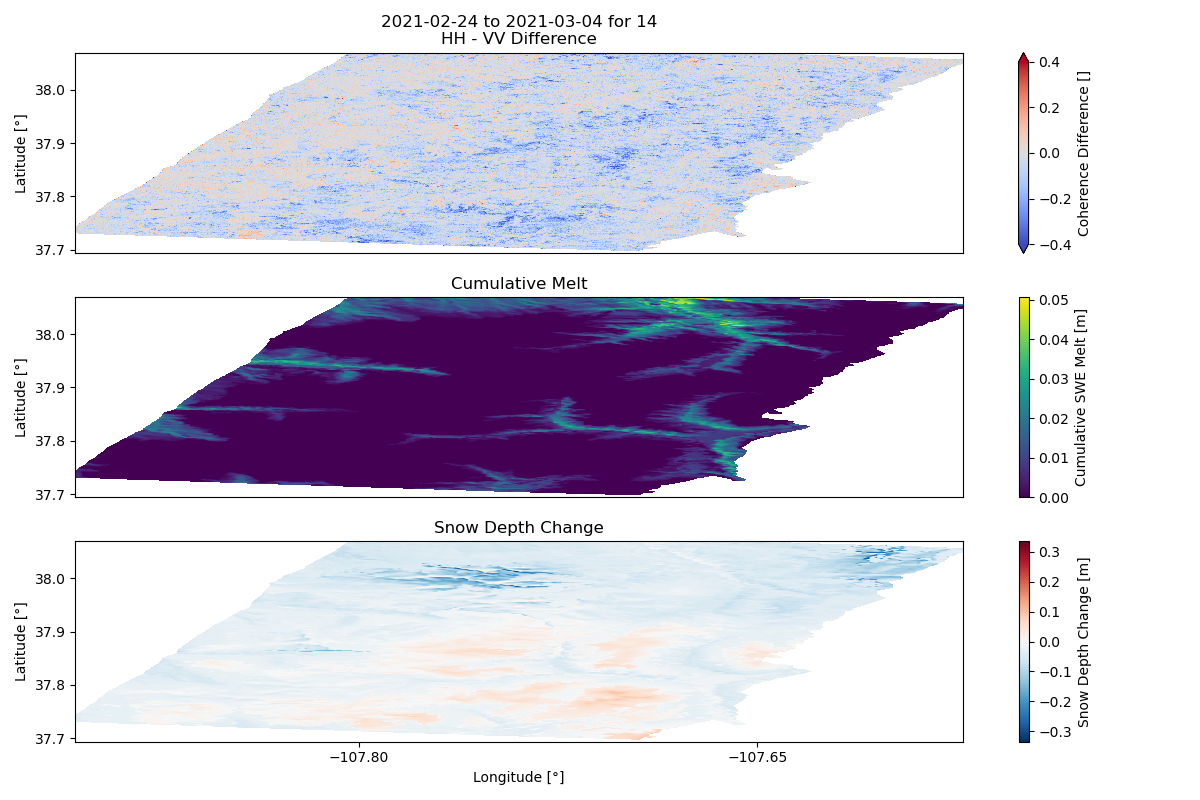 2021-02-24 to 2021-03-04 for 14
HH - VV Difference
Latitude [°]
38.0
37.9
37.8
37.7
0.4
0.2
0.0
−0.2
−0.4
Coherence Difference []
Cumulative Melt
Latitude [°]
38.0
37.9
37.8
37.7
0.05
0.04
0.03
0.02
0.01
0.00
Cumulative SWE Melt [m]
Snow Depth Change
Latitude [°]
38.0
37.9
37.8
37.7
0.3
0.2
0.1
0.0
−0.1
−0.2
−0.3
Snow Depth Change [m]
−107.80
−107.65
Longitude [°]